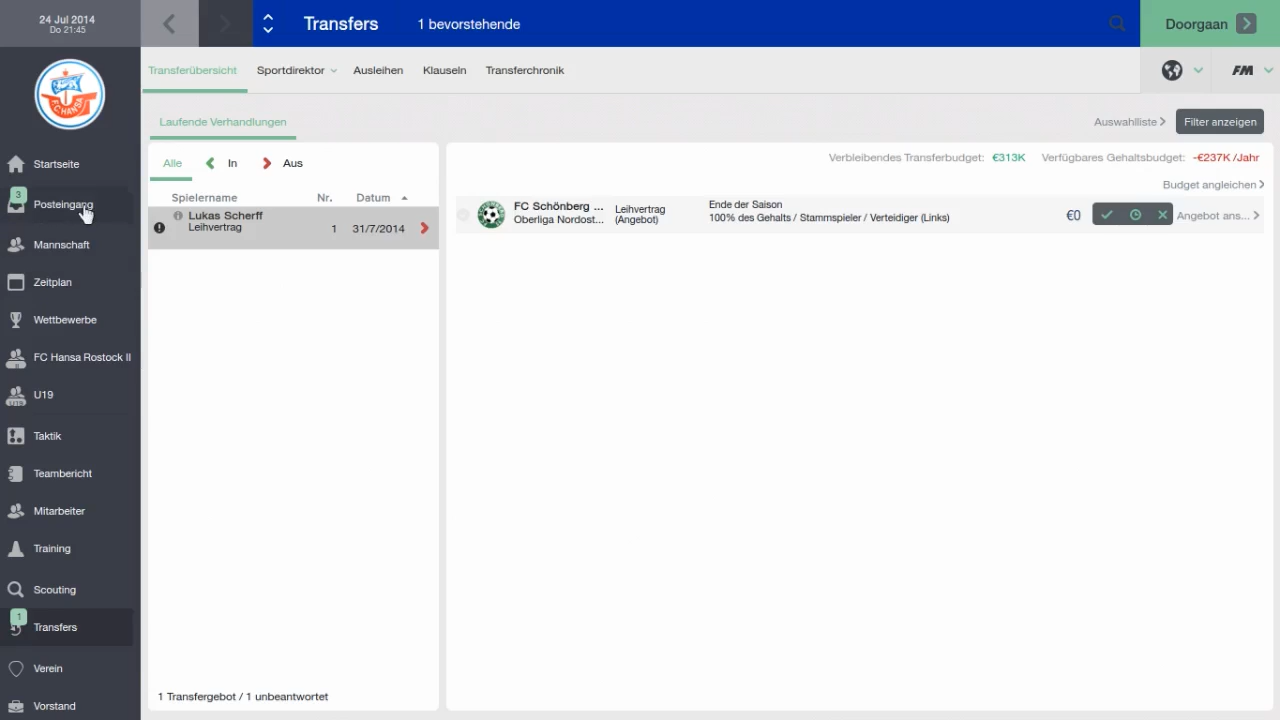 24 Jul 2014
Do 21:45
Transfers
1 bevorstehende
Doorgaan
Transferübersicht
Sportdirektor
Ausleihen
Klauseln
Transferchronik
FM
F.C. HANSA
Laufende Verhandlungen
Auswahlliste
Filter anzeigen
Alle
In
Aus
Verbleibendes Transferbudget: €313K
Verfügbares Gehaltsbudget: -€237K /Jahr
Budget angleichen
Spielername
Nr.
Datum
Lukas Scherff
Leihvertrag
1
31/7/2014
FC Schönberg ...
Oberliga Nordost...
Leihvertrag
(Angebot)
Ende der Saison
100% des Gehalts / Stammspieler / Verteidiger (Links)
€0
Angebot ans...
Startseite
3
Posteingang
Mannschaft
Zeitplan
Wettbewerbe
FC Hansa Rostock II
U19
Taktik
Teambericht
Mitarbeiter
Training
Scouting
1
Transfers
Verein
Vorstand
1 Transfergebot / 1 unbeantwortet